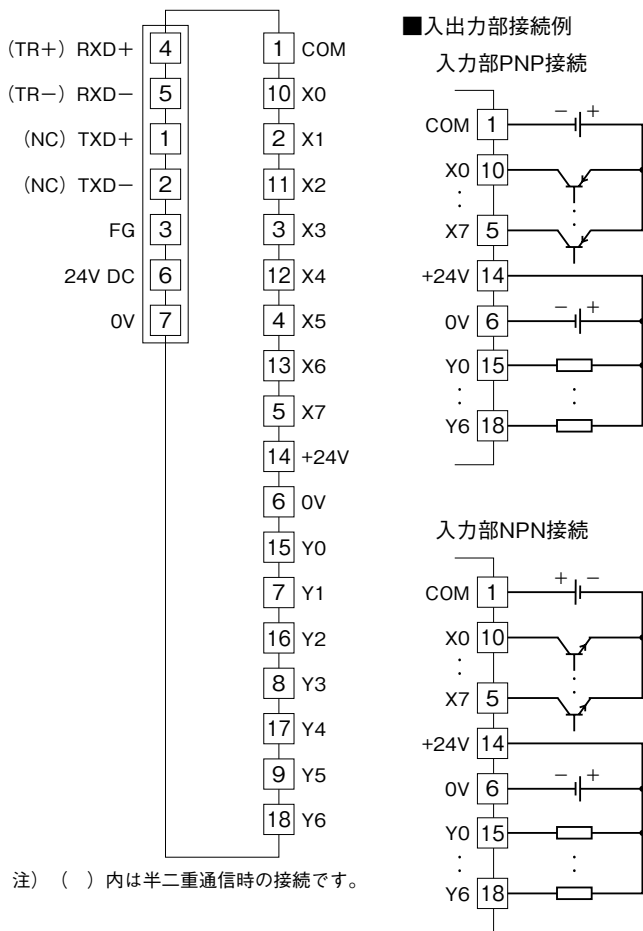 (TR+) RXD+ 4
(TR−) RXD− 5
(NC) TXD+ 1
(NC) TXD− 2
FG 3
24V DC 6
0V 7
1 COM
10 X0
2 X1
11 X2
3 X3
12 X4
4 X5
13 X6
5 X7
14 +24V
6 0V
15 Y0
7 Y1
16 Y2
8 Y3
17 Y4
9 Y5
18 Y6
注) ( )内は半二重通信時の接続です。
■入出力部接続例
入力部PNP接続
COM 1 − +
X0 10
X7 5
+24V 14
0V 6 − +
Y0 15
Y6 18
入力部NPN接続
COM 1 + −
X0 10
X7 5
+24V 14
0V 6 − +
Y0 15
Y6 18